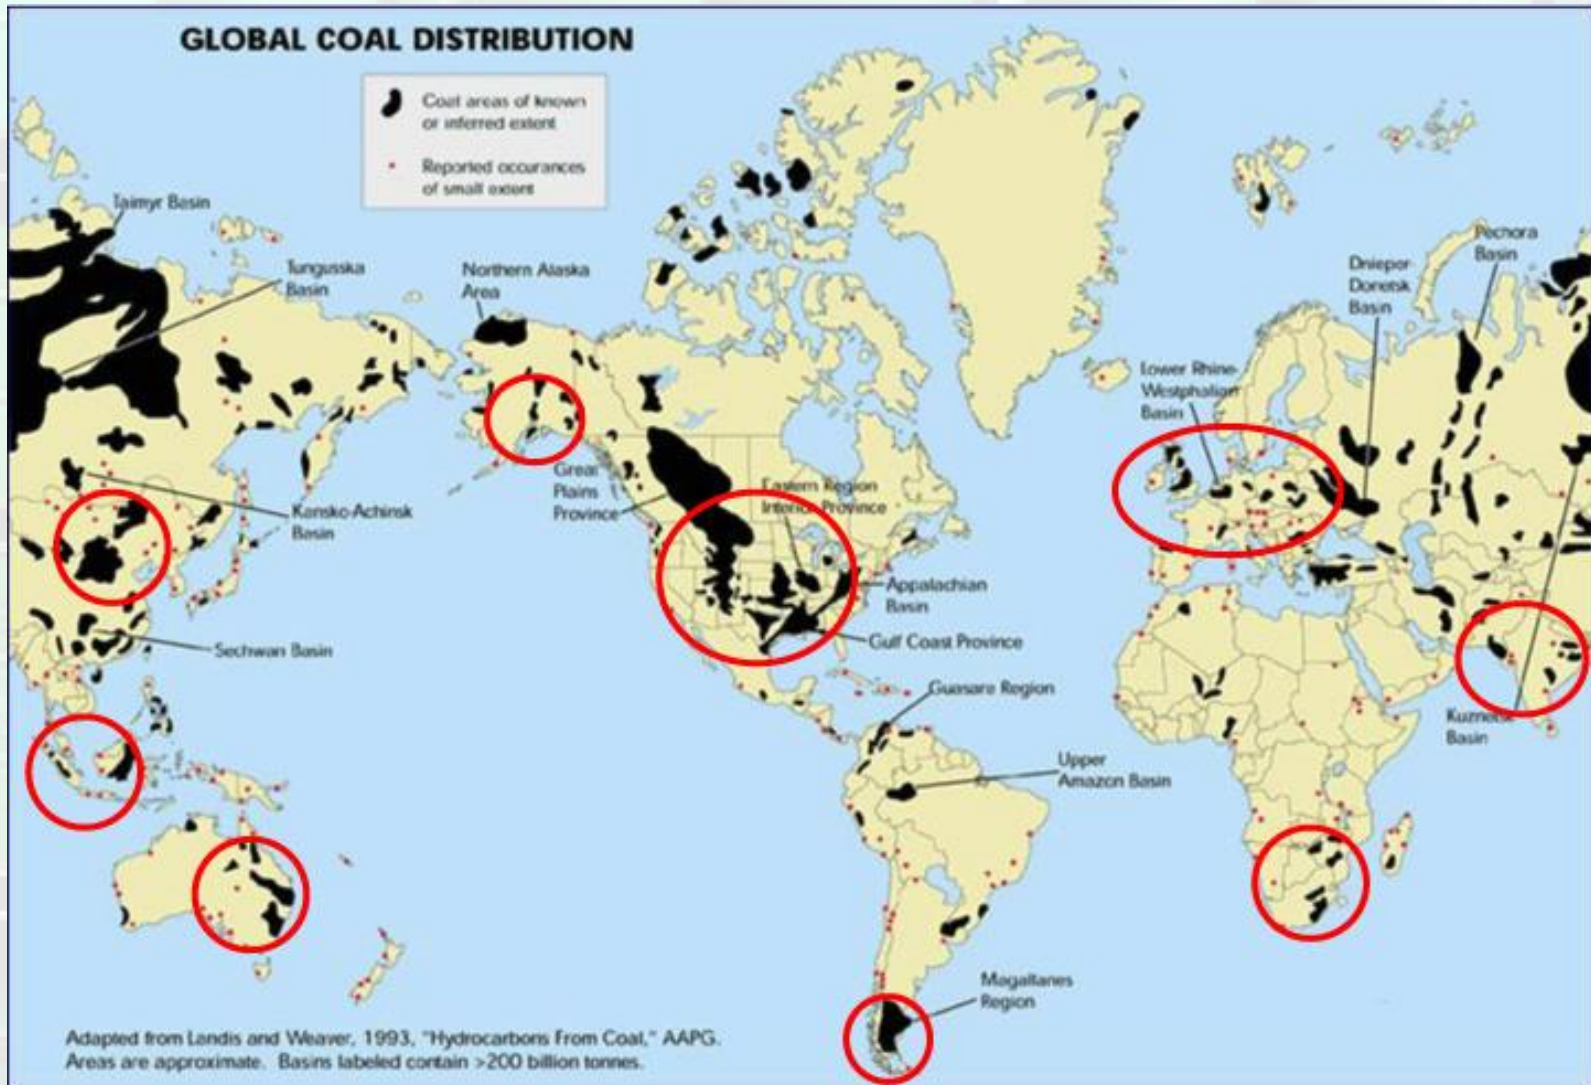 GLOBAL COAL DISTRIBUTION
Coat areas of known
or inferred extent
Reported occurances
of small extent
Taimyr Basin
Tungusska
Basin
Northern Alaska
Area
Pechora
Basin
Dniepor-
Donetsk
Basin
Lower Rhine-
Westphalian
Basin
Great
Plains
Province
Eastern Region
Interior Province
Kansko-Achinsk
Basin
Appalachian
Basin
Gulf Coast Province
Sechwan Basin
Guasare Region
Kuznetsk
Basin
Upper
Amazon Basin
Magallanes
Region
Adapted from Landis and Weaver, 1993, "Hydrocarbons From Coal," AAPG.
Areas are approximate. Basins labeled contain >200 billion tonnes.